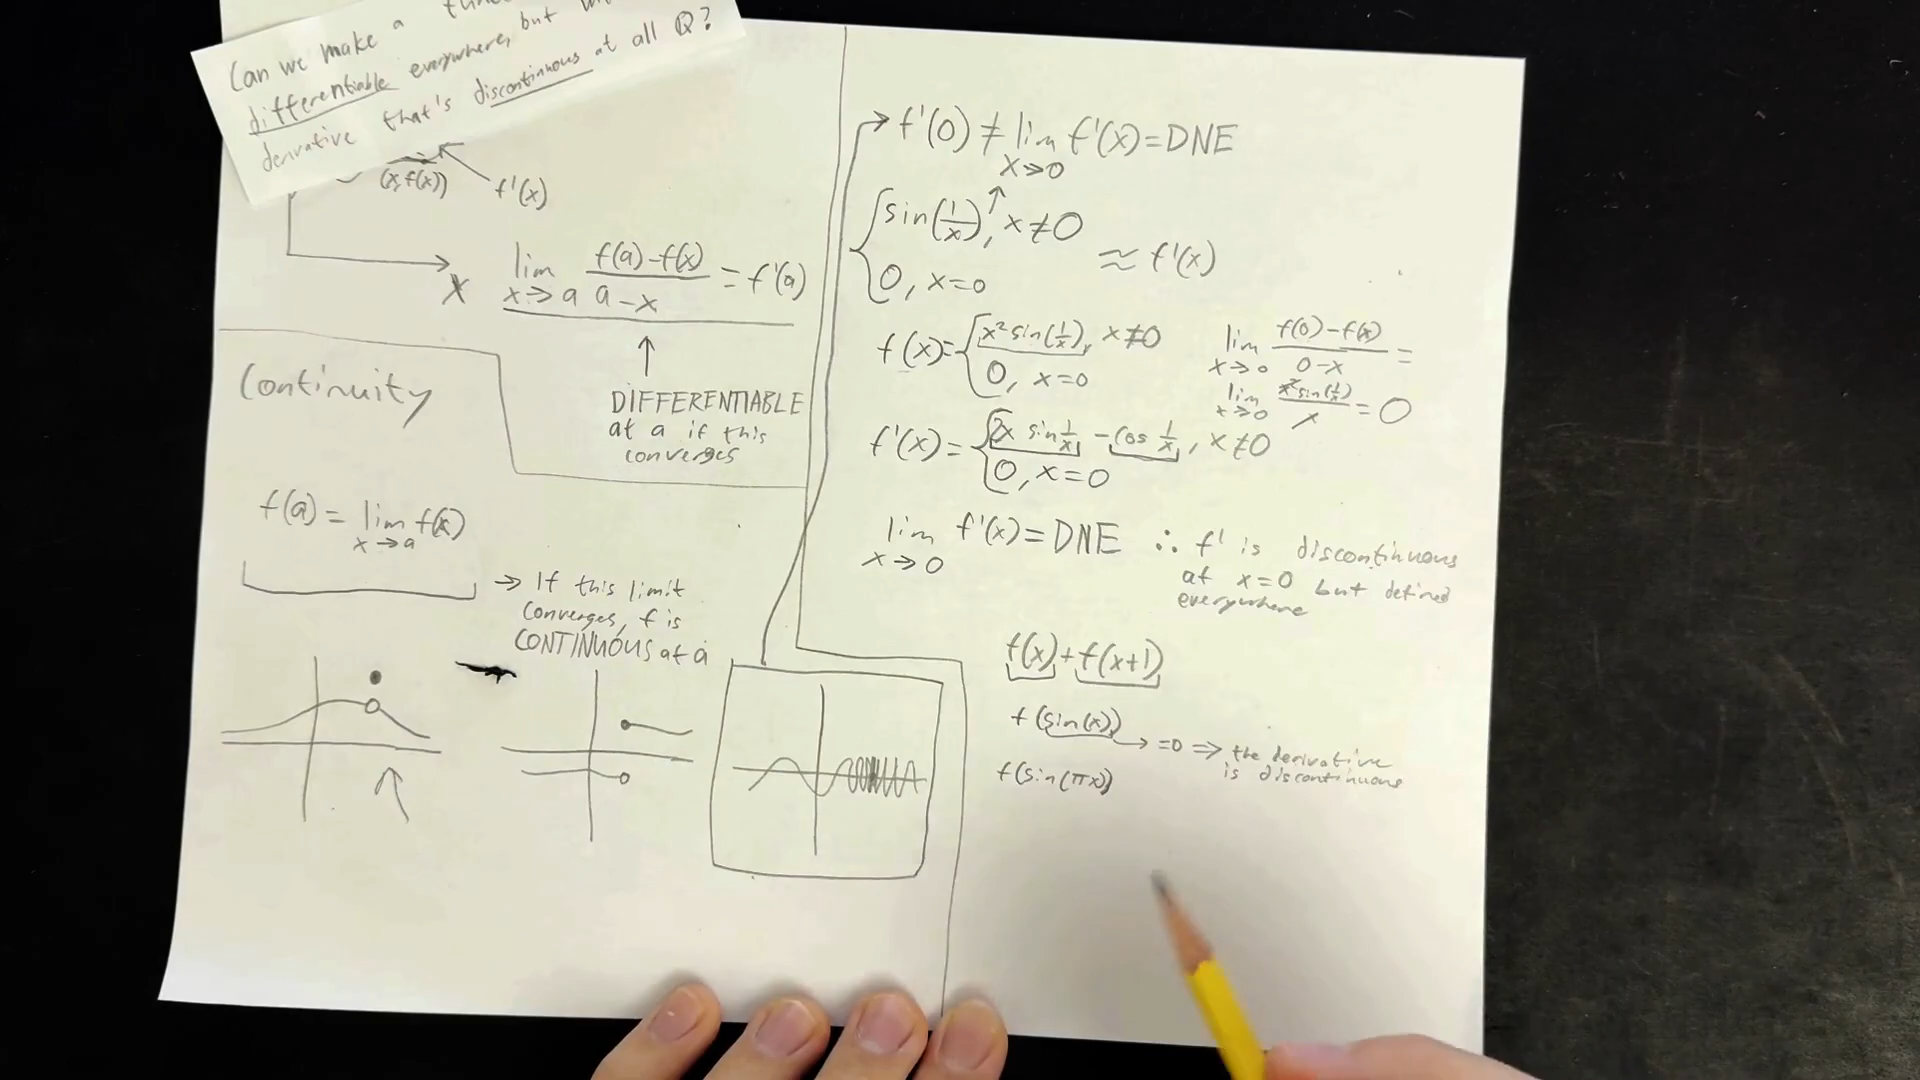 Can we make a
differentiable everywhere, but
derivative that's discontinuous at all Q?
(x, f(x))
f'(x)
x
lim x→a (f(a)-f(x))/(a-x) = f'(a)
↑
DIFFERENTIABLE
at a if this
converges
Continuity
f(a) = lim x→a f(x)
→ If this limit
converges, f is
CONTINUOUS at a
f'(0) ≠ lim x→0 f'(x) = DNE
{ sin(1/x), x≠0
0, x=0
≈ f'(x)
f(x) = { x² sin(1/x), x≠0
0, x=0
lim x→0 (f(0)-f(x))/(0-x) =
lim x→0 x² sin(1/x)/x = 0
f'(x) = { 2x sin 1/x - cos 1/x, x≠0
0, x=0
lim x→0 f'(x) = DNE ∴ f' is discontinuous
at x=0 but defined
everywhere
f(x) + f(x+1)
f(sin(x)) → =0 ⇒ the derivative
is discontinuous
f(sin(πx))